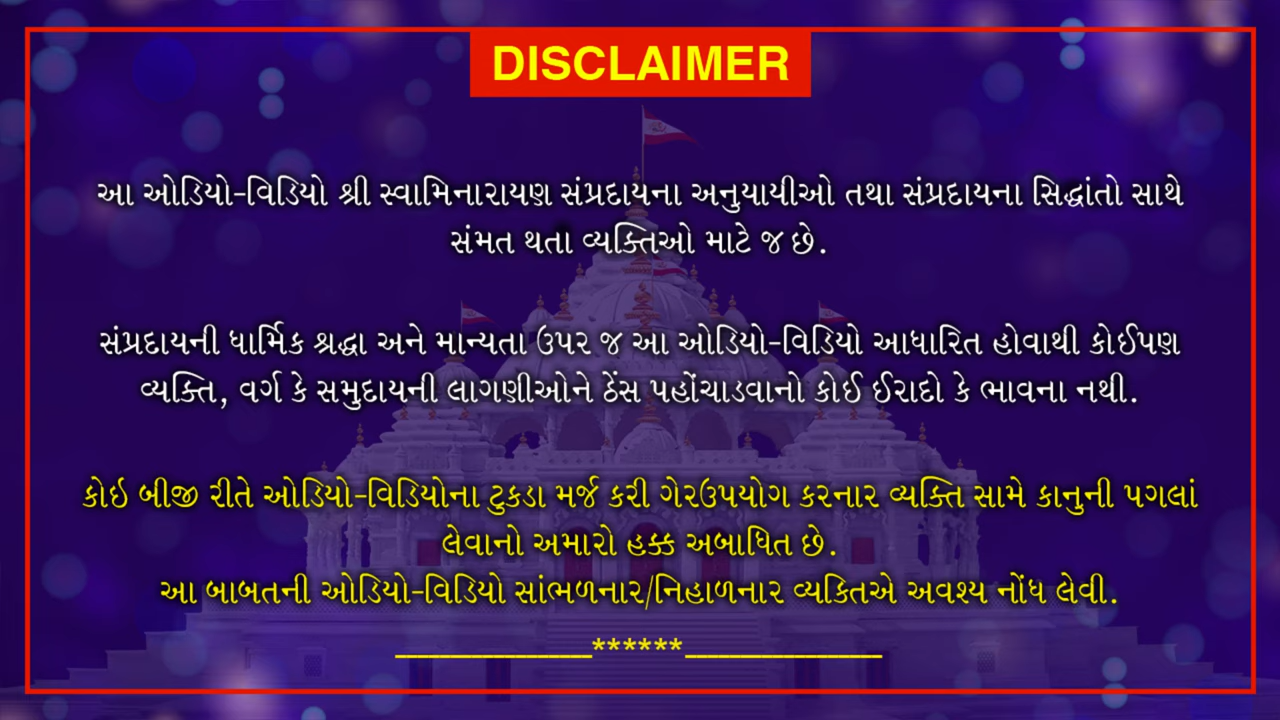 DISCLAIMER
આ ઓડિયો-વિડિયો શ્રી સ્વામિનારાયણ સંપ્રદાયના અનુયાયીઓ તથા સંપ્રદાયના સિદ્ધાંતો સાથે
સંમત થતા વ્યક્તિઓ માટે જ છે.
સંપ્રદાયની ધાર્મિક શ્રદ્ધા અને માન્યતા ઉપર જ આ ઓડિયો-વિડિયો આધારિત હોવાથી કોઈપણ
વ્યક્તિ, વર્ગ કે સમુદાયની લાગણીઓને ઠેંસ પહોંચાડવાનો કોઈ ઈરાદો કે ભાવના નથી.
કોઇ બીજી રીતે ઓડિયો-વિડિયોના ટુકડા મર્જ કરી ગેરઉપયોગ કરનાર વ્યક્તિ સામે કાનુની પગલાં
લેવાનો અમારો હક્ક અબાધિત છે.
આ બાબતની ઓડિયો-વિડિયો સાંભળનાર/નિહાળનાર વ્યકિતએ અવશ્ય નોંધ લેવી.
________________******________________